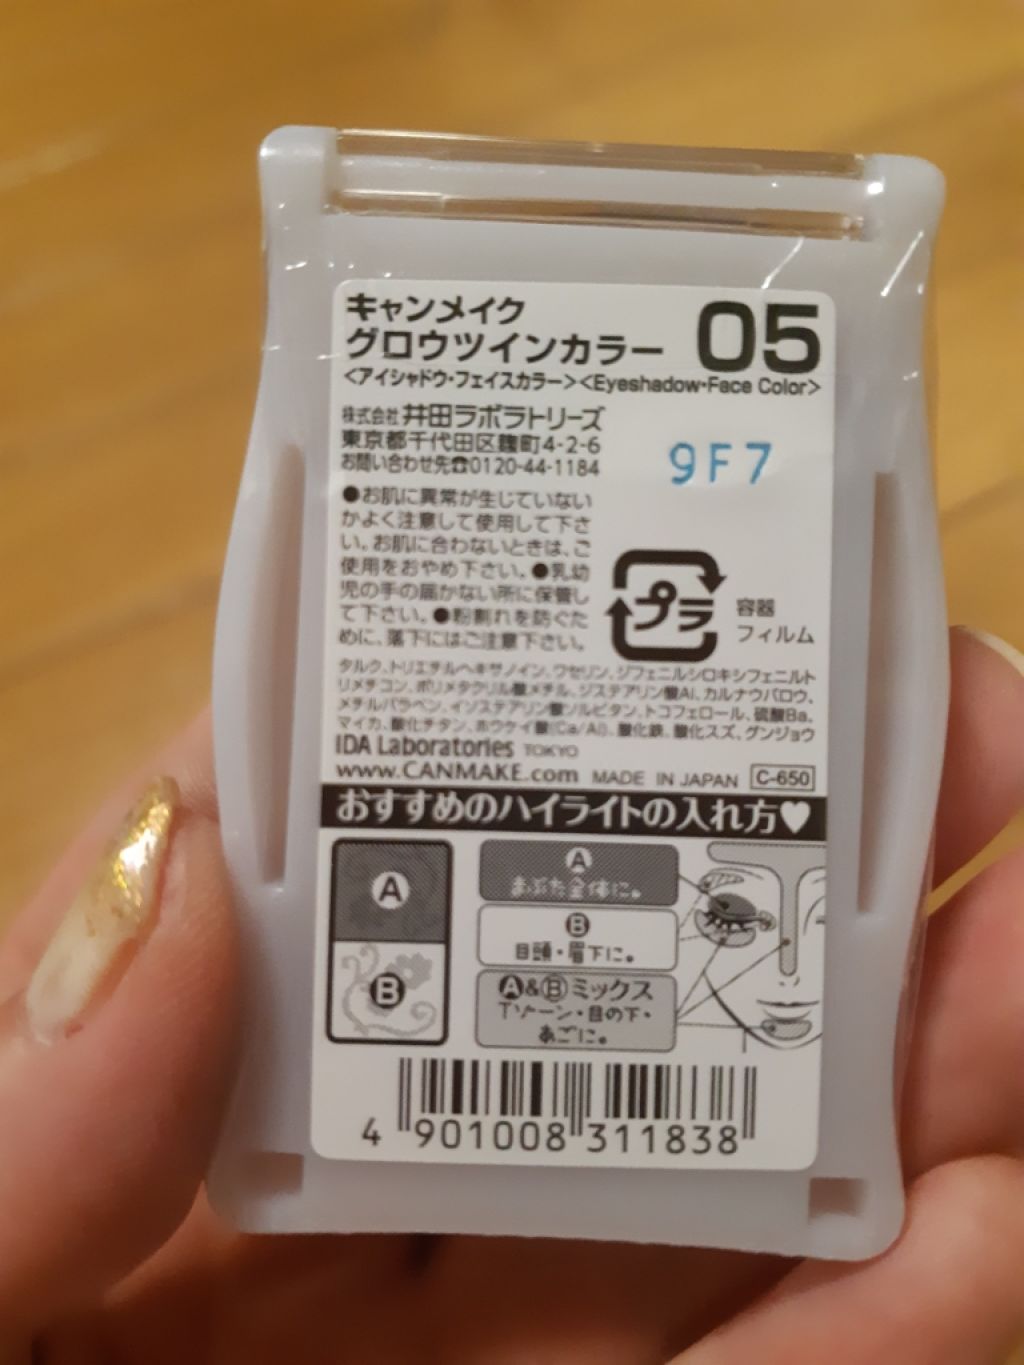 キャンメイク
グロウツインカラー 05
<アイシャドウ・フェイスカラー><Eyeshadow・Face Color>
株式会社 井田ラボラトリーズ
東京都千代田区麹町4-2-6
お問い合わせ先☎0120-44-1184
9F7
●お肌に異常が生じていない
かよく注意して使用して下さ
い。お肌に合わないときは、ご
使用をおやめ下さい。●乳幼
児の手の届かない所に保管し
て下さい。●粉割れを防ぐた
めに、落下にはご注意下さい。
プラ
容器
フィルム
タルク、トリエチルヘキサノイン、ワセリン、ジフェニルシロキシフェニルト
リメチコン、ポリメタクリル酸メチル、ジステアリン酸Al、カルナウバロウ、
メチルパラベン、イソステアリン酸ソルビタン、トコフェロール、硫酸Ba、
マイカ、酸化チタン、ホウケイ酸(Ca/Al)、酸化鉄、酸化スズ、グンジョウ
IDA Laboratories TOKYO
www.CANMAKE.com MADE IN JAPAN C-650
おすすめのハイライトの入れ方♥
A
B
A
まぶた全体に。
B
目頭・眉下に。
A&Bミックス
Tゾーン・目の下・
あごに。
4 901008 311838